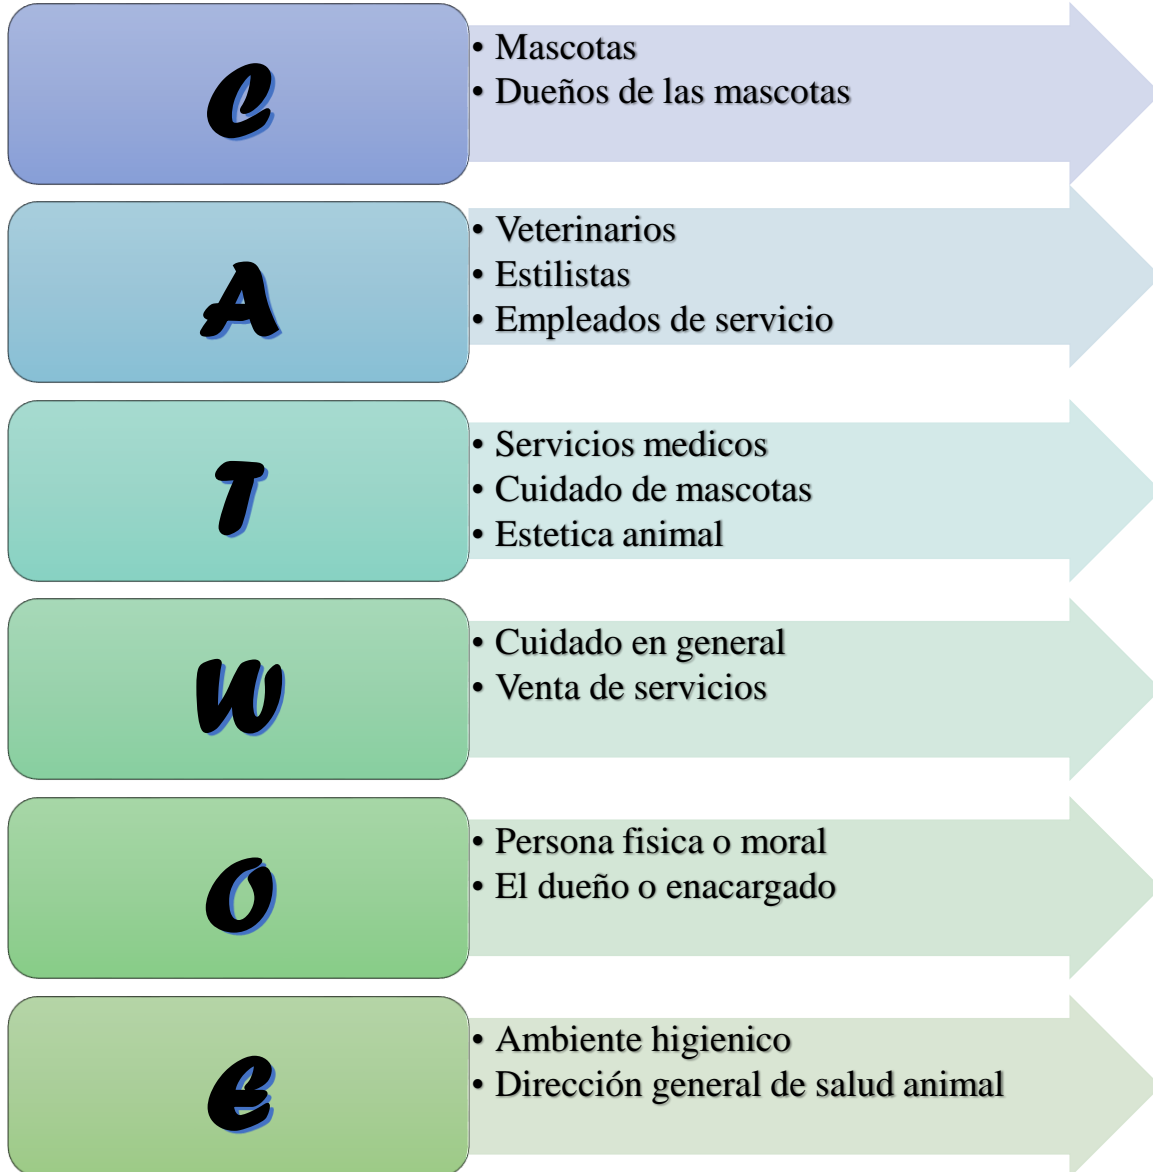 C
• Mascotas
• Dueños de las mascotas
A
• Veterinarios
• Estilistas
• Empleados de servicio
T
• Servicios medicos
• Cuidado de mascotas
• Estetica animal
W
• Cuidado en general
• Venta de servicios
O
• Persona fisica o moral
• El dueño o enacargado
E
• Ambiente higienico
• Dirección general de salud animal